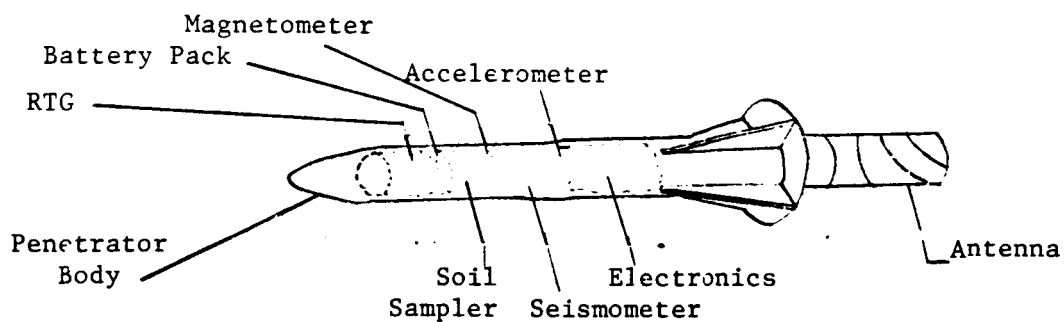 Magnetometer
Battery Pack
Accelerometer
RTG
Penetrator
Body
Antenna
Soil
Sampler
Electronics
Seismometer